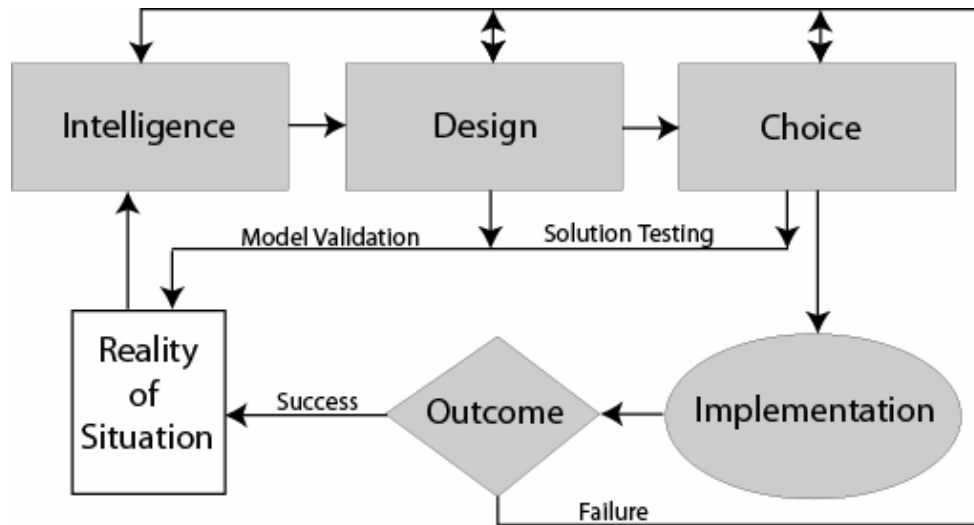 Intelligence
Design
Choice
Model Validation
Solution Testing
Reality
of
Situation
Success
Outcome
Implementation
Failure